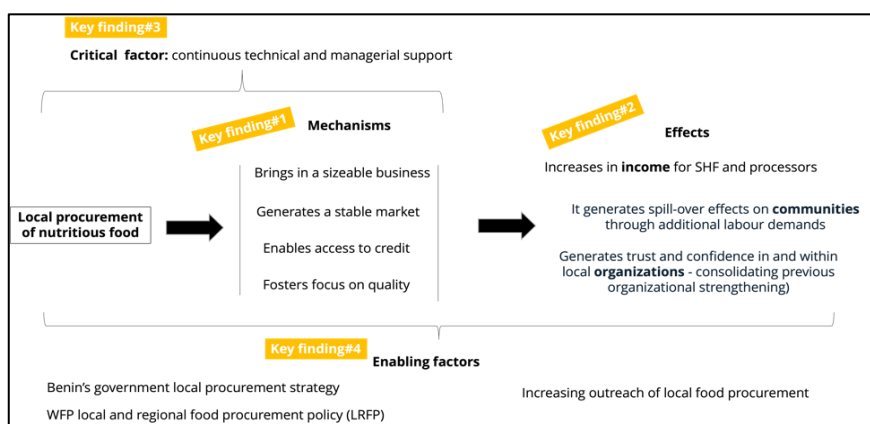 Key finding#3
Critical factor: continuous technical and managerial support
Key finding#1
Mechanisms
Key finding#2
Effects
Brings in a sizeable business
Generates a stable market
Enables access to credit
Fosters focus on quality
Local procurement
of nutritious food
Increases in income for SHF and processors
It generates spill-over effects on communities
through additional labour demands
Generates trust and confidence in and within
local organizations - consolidating previous
organizational strengthening)
Key finding#4
Enabling factors
Benin's government local procurement strategy
WFP local and regional food procurement policy (LRFP)
Increasing outreach of local food procurement